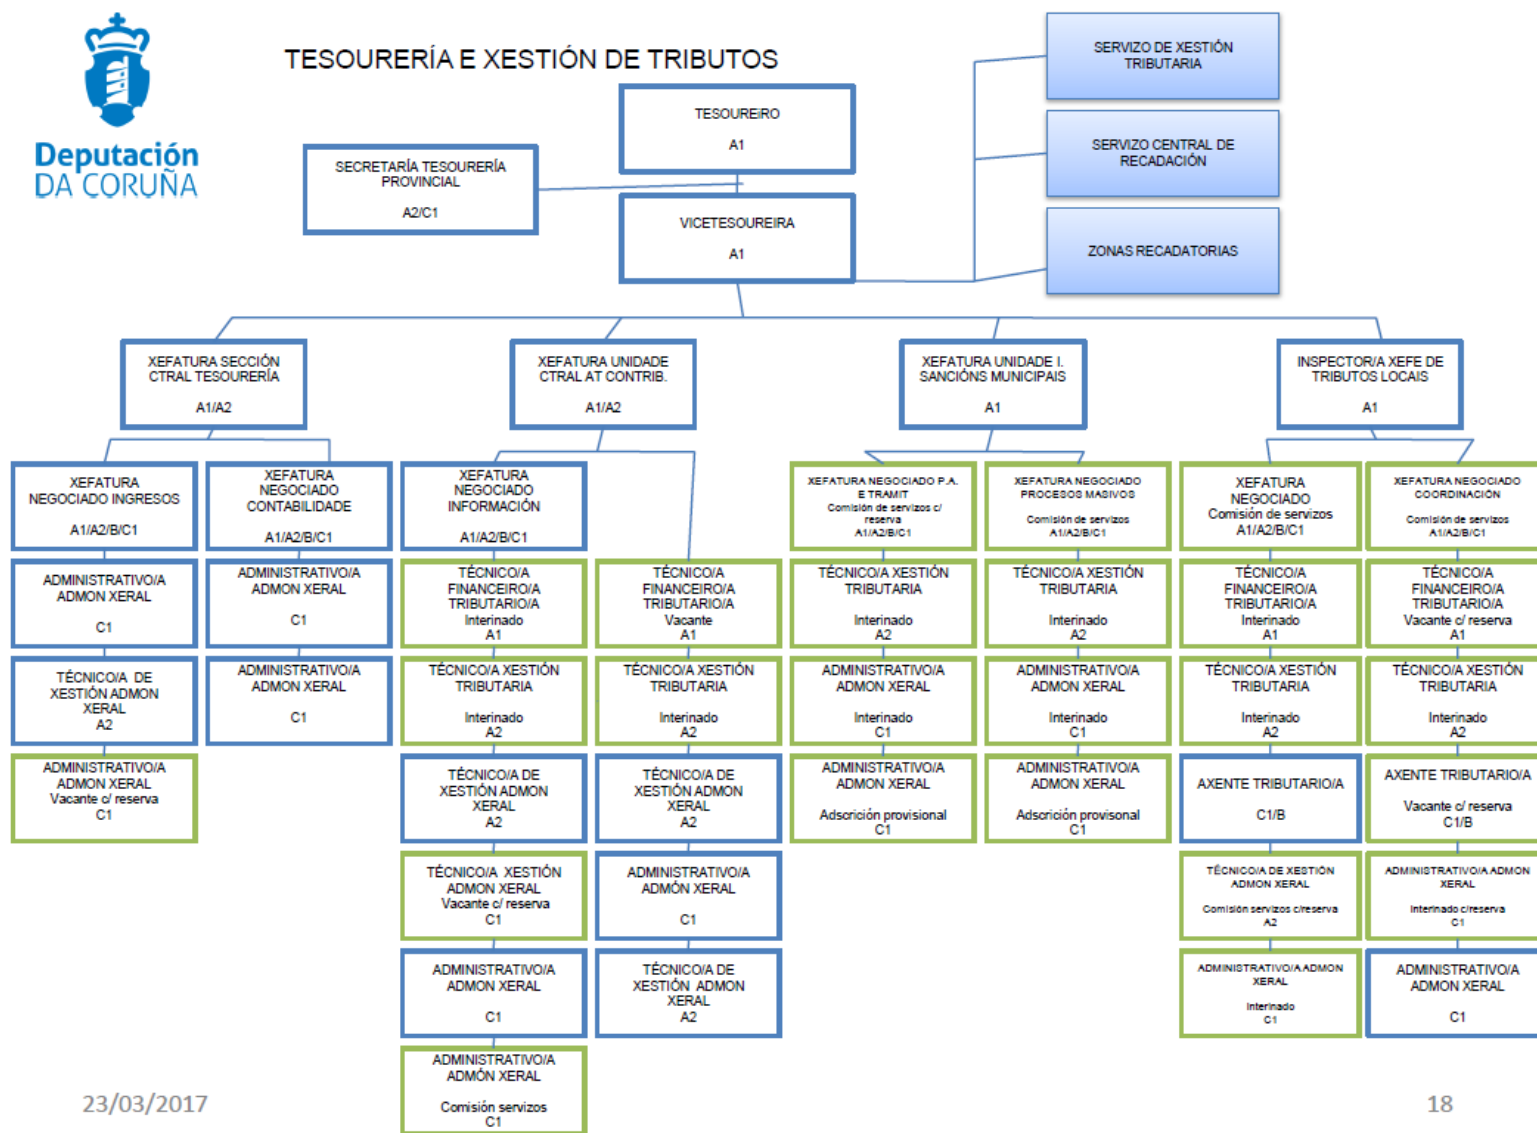 Deputación
DA CORUÑA
TESOURERÍA E XESTIÓN DE TRIBUTOS
TESOUREIRO
A1
SECRETARÍA TESOURERÍA
PROVINCIAL
A2/C1
VICETESOUREIRA
A1
SERVIZO DE XESTIÓN
TRIBUTARIA
SERVIZO CENTRAL DE
RECADACIÓN
ZONAS RECADATORIAS
XEFATURA SECCIÓN
CTRAL TESOURERÍA
A1/A2
XEFATURA UNIDADE
CTRAL AT CONTRIB.
A1/A2
XEFATURA UNIDADE I.
SANCIÓNS MUNICIPAIS
A1
INSPECTOR/A XEFE DE
TRIBUTOS LOCAIS
A1
XEFATURA
NEGOCIADO INGRESOS
A1/A2/B/C1
ADMINISTRATIVO/A
ADMON XERAL
C1
TÉCNICO/A DE
XESTIÓN ADMON
XERAL
A2
ADMINISTRATIVO/A
ADMON XERAL
Vacante c/ reserva
C1
XEFATURA
NEGOCIADO
CONTABILIDADE
A1/A2/B/C1
ADMINISTRATIVO/A
ADMON XERAL
C1
ADMINISTRATIVO/A
ADMON XERAL
C1
XEFATURA
NEGOCIADO
INFORMACIÓN
A1/A2/B/C1
TÉCNICO/A
FINANCEIRO/A
TRIBUTARIO/A
Interinado
A1
TÉCNICO/A XESTIÓN
TRIBUTARIA
Interinado
A2
TÉCNICO/A DE
XESTIÓN ADMON
XERAL
A2
TÉCNICO/A XESTIÓN
ADMON XERAL
Vacante c/ reserva
C1
ADMINISTRATIVO/A
ADMON XERAL
C1
ADMINISTRATIVO/A
ADMÓN XERAL
Comisión servizos
C1
TÉCNICO/A
FINANCEIRO/A
TRIBUTARIO/A
Vacante
A1
TÉCNICO/A XESTIÓN
TRIBUTARIA
Interinado
A2
TÉCNICO/A DE
XESTIÓN ADMON
XERAL
A2
ADMINISTRATIVO/A
ADMÓN XERAL
C1
TÉCNICO/A DE
XESTIÓN ADMON
XERAL
A2
XEFATURA NEGOCIADO P.A.
E TRAMIT
Comisión de servizos c/
reserva
A1/A2/B/C1
TÉCNICO/A XESTIÓN
TRIBUTARIA
Interinado
A2
ADMINISTRATIVO/A
ADMON XERAL
Interinado
C1
ADMINISTRATIVO/A
ADMON XERAL
Adscrición provisional
C1
XEFATURA NEGOCIADO
PROCESOS MASIVOS
Comisión de servizos
A1/A2/B/C1
TÉCNICO/A XESTIÓN
TRIBUTARIA
Interinado
A2
ADMINISTRATIVO/A
ADMON XERAL
Interinado
C1
ADMINISTRATIVO/A
ADMON XERAL
Adscrición provisonal
C1
XEFATURA
NEGOCIADO
Comisión de servizos
A1/A2/B/C1
TÉCNICO/A
FINANCEIRO/A
TRIBUTARIO/A
Interinado
A1
TÉCNICO/A XESTIÓN
TRIBUTARIA
Interinado
A2
AXENTE TRIBUTARIO/A
C1/B
TÉCNICO/A DE XESTIÓN
ADMON XERAL
Comisión servizos c/reserva
A2
ADMINISTRATIVO/A ADMON
XERAL
Interinado
C1
XEFATURA NEGOCIADO
COORDINACIÓN
Comisión de servizos
A1/A2/B/C1
TÉCNICO/A
FINANCEIRO/A
TRIBUTARIO/A
Vacante c/ reserva
A1
TÉCNICO/A XESTIÓN
TRIBUTARIA
Interinado
A2
AXENTE TRIBUTARIO/A
Vacante c/ reserva
C1/B
ADMINISTRATIVO/A ADMON
XERAL
Interinado c/reserva
C1
ADMINISTRATIVO/A
ADMON XERAL
C1
23/03/2017
18